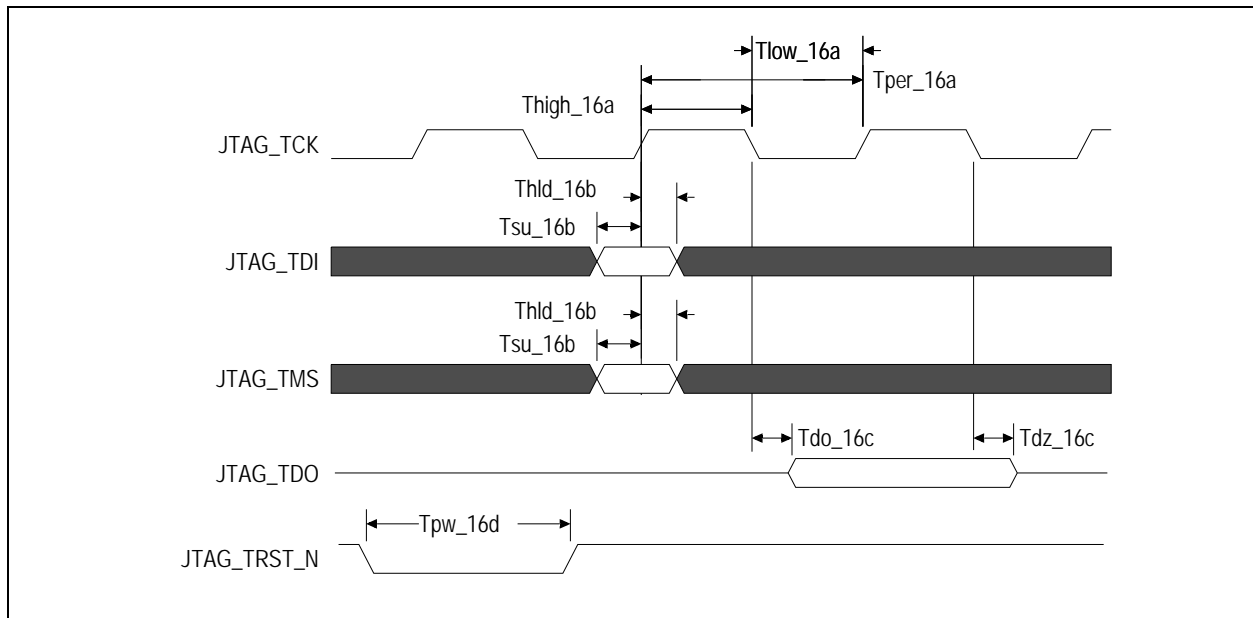 Tlow_16a
Tper_16a
Thigh_16a
JTAG_TCK
Thld_16b
Tsu_16b
JTAG_TDI
Thld_16b
Tsu_16b
JTAG_TMS
Tdo_16c
Tdz_16c
JTAG_TDO
Tpw_16d
JTAG_TRST_N